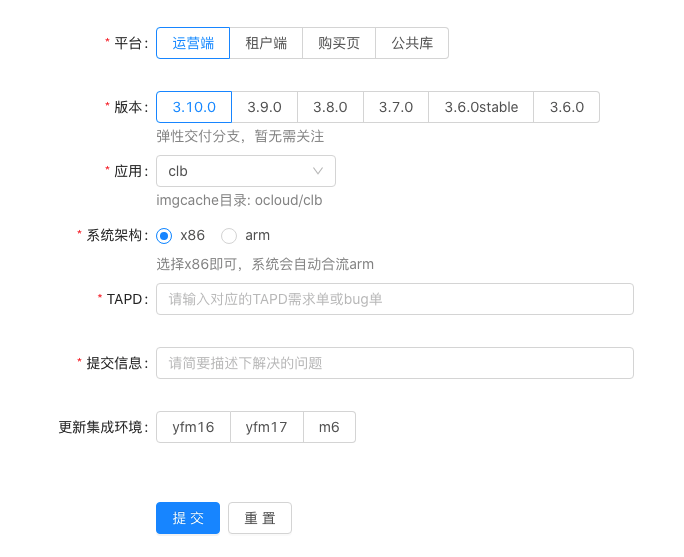 * 平台: 运营端 租户端 购买页 公共库
* 版本: 3.10.0 3.9.0 3.8.0 3.7.0 3.6.0stable 3.6.0
弹性交付分支，暂无需关注
* 应用: clb
imgcache目录: ocloud/clb
* 系统架构: x86 arm
选择x86即可，系统会自动合流arm
* TAPD: 请输入对应的TAPD需求单或bug单
* 提交信息: 请简要描述下解决的问题
更新集成环境: yfm16 yfm17 m6
提 交 重 置